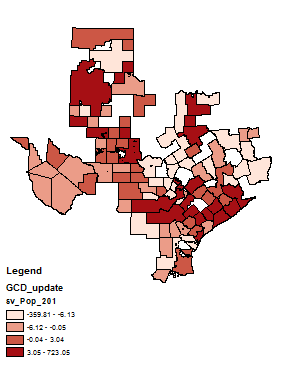 Legend
GCD_update
sv_Pop_201
-359.81 - -6.13
-6.12 - -0.05
-0.04 - 3.04
3.05 - 723.05